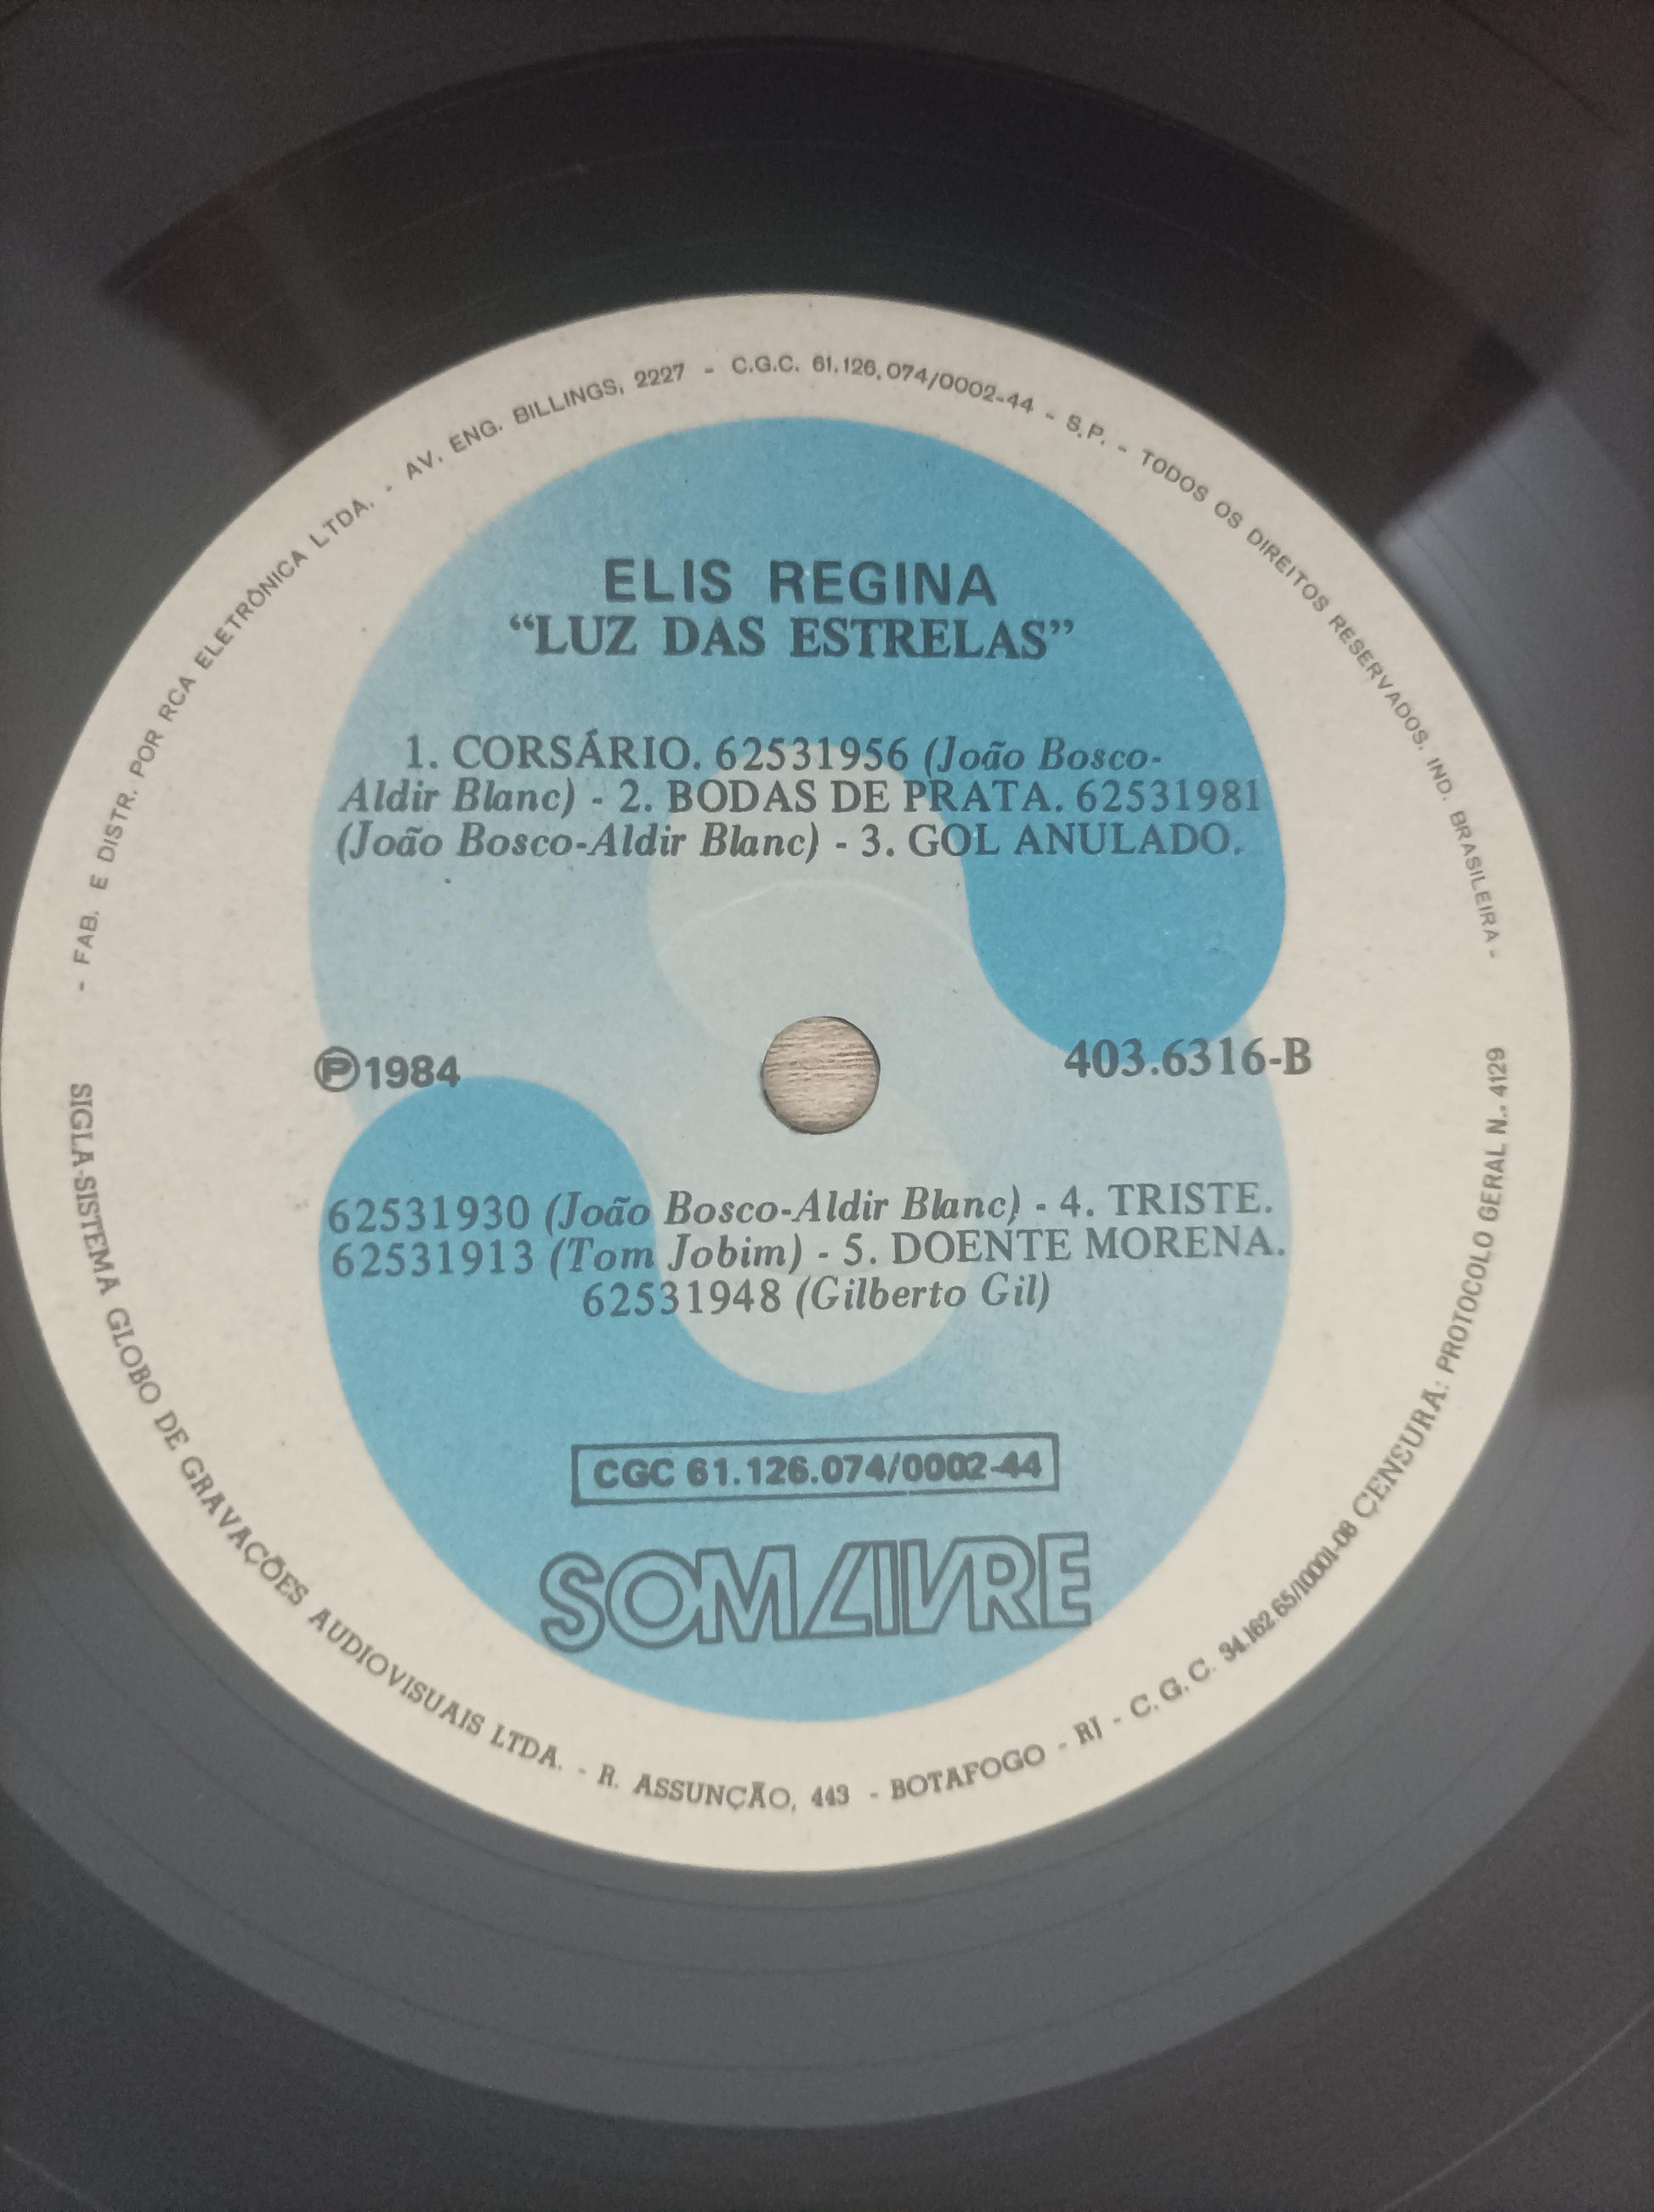 - FAB. E DISTR. POR RCA ELETRÔNICA LTDA. - AV. ENG. BILLINGS, 2227 - C.G.C. 61.126.074/0002-44 - S.P. - TODOS OS DIREITOS RESERVADOS. IND. BRASILEIRA -
ELIS REGINA
“LUZ DAS ESTRELAS”
1. CORSÁRIO. 62531956 (João Bosco-
Aldir Blanc) - 2. BODAS DE PRATA. 62531981
(João Bosco-Aldir Blanc) - 3. GOL ANULADO.
Ⓟ1984
403.6316-B
62531930 (João Bosco-Aldir Blanc) - 4. TRISTE.
62531913 (Tom Jobim) - 5. DOENTE MORENA.
62531948 (Gilberto Gil)
CGC 61.126.074/0002-44
SOM LIVRE
SIGLA-SISTEMA GLOBO DE GRAVAÇÕES AUDIOVISUAIS LTDA. - R. ASSUNÇÃO, 443 - BOTAFOGO - RJ - C.G.C. 34.162.65/10001-08 CENSURA: PROTOCOLO GERAL N.. 4129